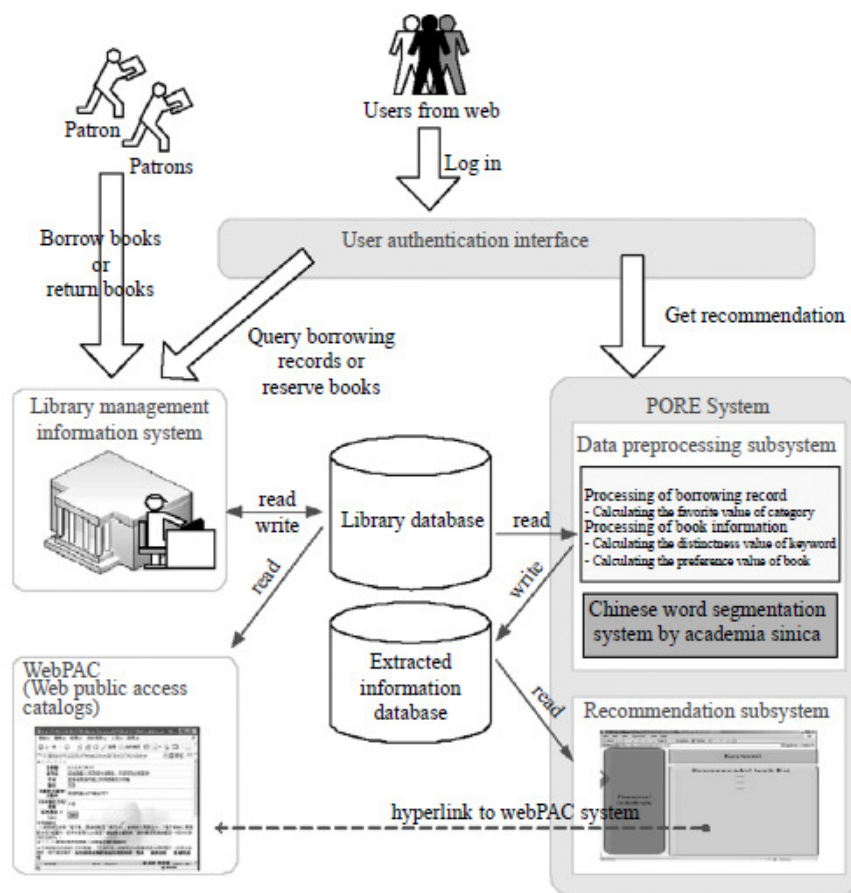 Users from web
Patron
Patrons
Log in
User authentication interface
Borrow books
or
return books
Get recommendation
Query borrowing
records or
reserve books
Library management
information system
PORE System
Data preprocessing subsystem
Processing of borrowing record
- Calculating the favorite value of category
Processing of book information
- Calculating the distinctness value of keyword
- Calculating the preference value of book
read
write
Library database
read
read
write
Chinese word segmentation
system by academia sinica
Extracted
information
database
read
WebPAC
(Web public access
catalogs)
Recommendation subsystem
Keyword
Recommended book list
hyperlink to webPAC system